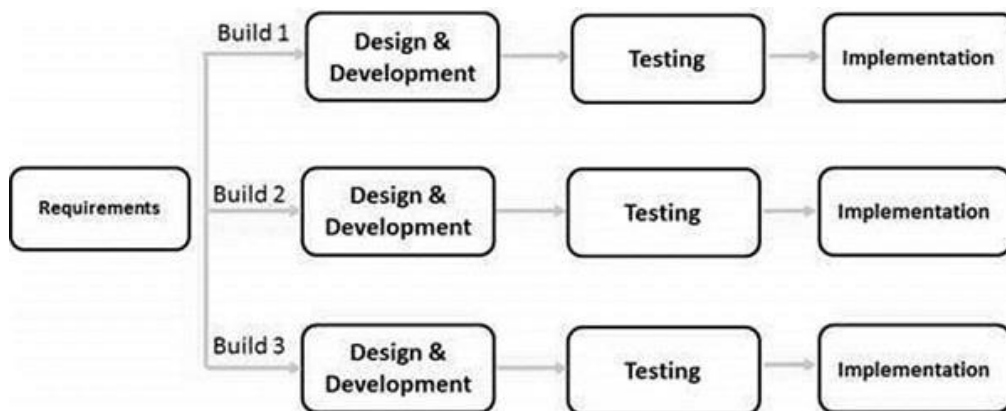 Requirements
Build 1
Design &
Development
Testing
Implementation
Build 2
Design &
Development
Testing
Implementation
Build 3
Design &
Development
Testing
Implementation